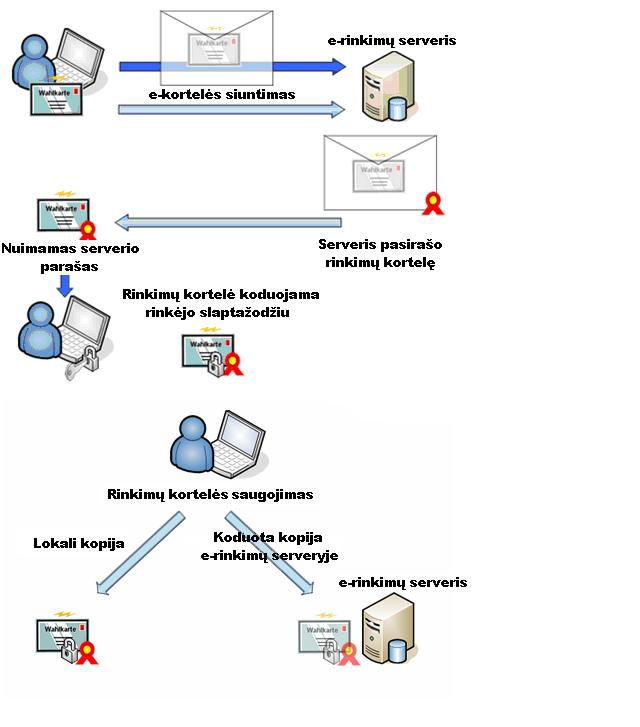 e-rinkimų serveris
Wahlkarte
Wahlkarte
e-kortelės siuntimas
Wahlkarte
Wahlkarte
Nuimamas serverio
parašas
Serveris pasirašo
rinkimų kortelę
Rinkimų kortelė koduojama
rinkėjo slaptažodžiu
Wahlkarte
Rinkimų kortelės saugojimas
Lokali kopija
Koduota kopija
e-rinkimų serveryje
e-rinkimų serveris
Wahlkarte
Wahlkarte